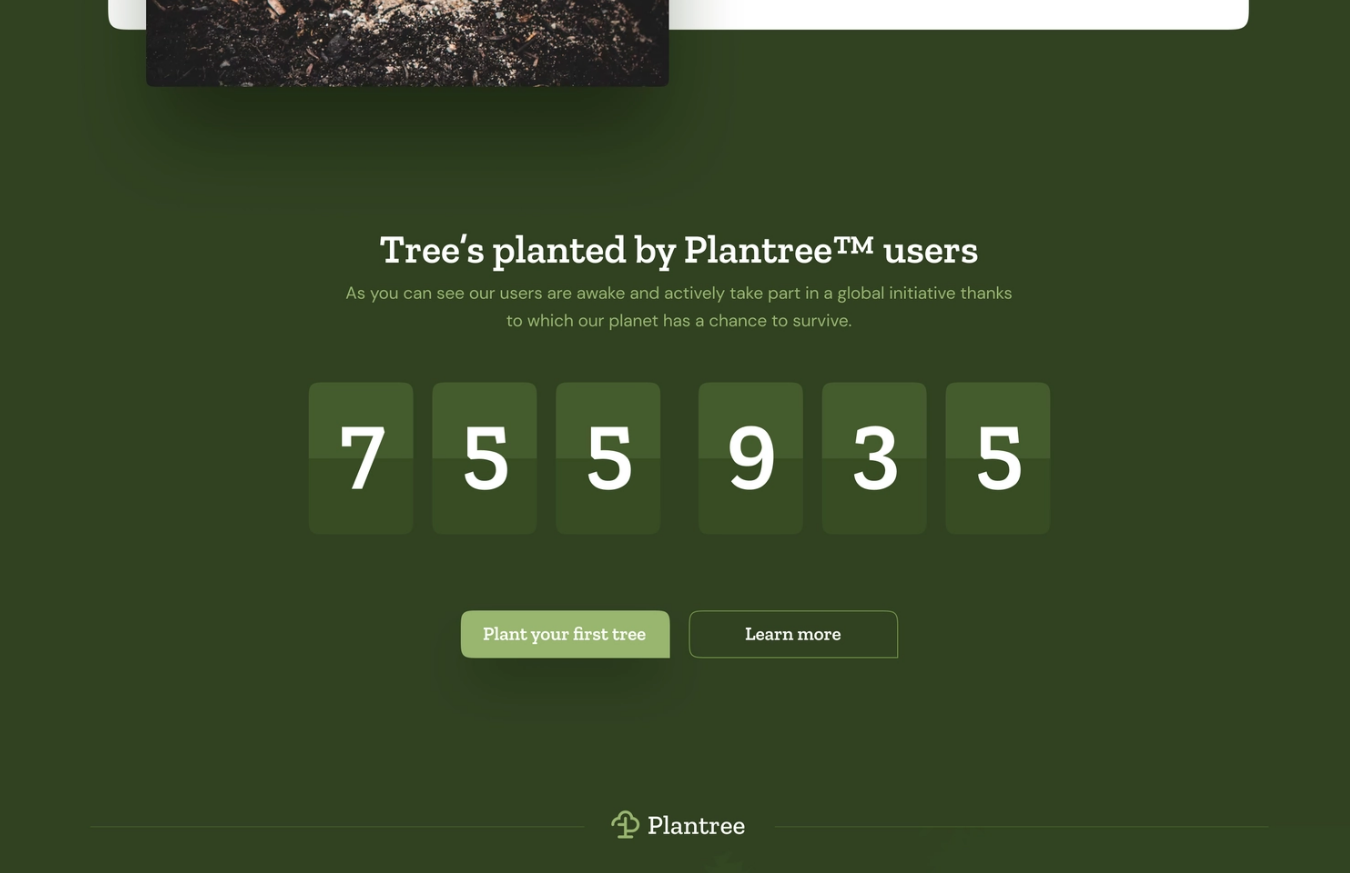 Tree’s planted by Plantree™ users
As you can see our users are awake and actively take part in a global initiative thanks
to which our planet has a chance to survive.
7 5 5 9 3 5
Plant your first tree Learn more
Plantree